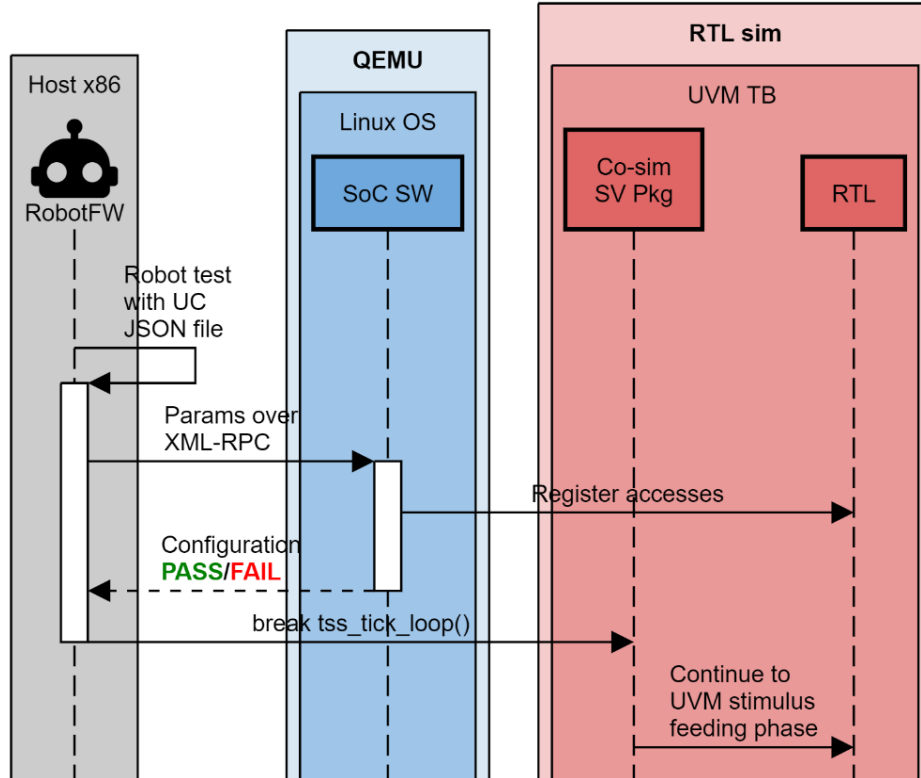 RTL sim
QEMU
Host x86
UVM TB
Linux OS
Co-sim
SV Pkg
SoC SW
RTL
RobotFW
Robot test
with UC
JSON file
Params over
XML-RPC
Register accesses
Configuration
PASS/FAIL
break tss_tick_loop()
Continue to
UVM stimulus
feeding phase